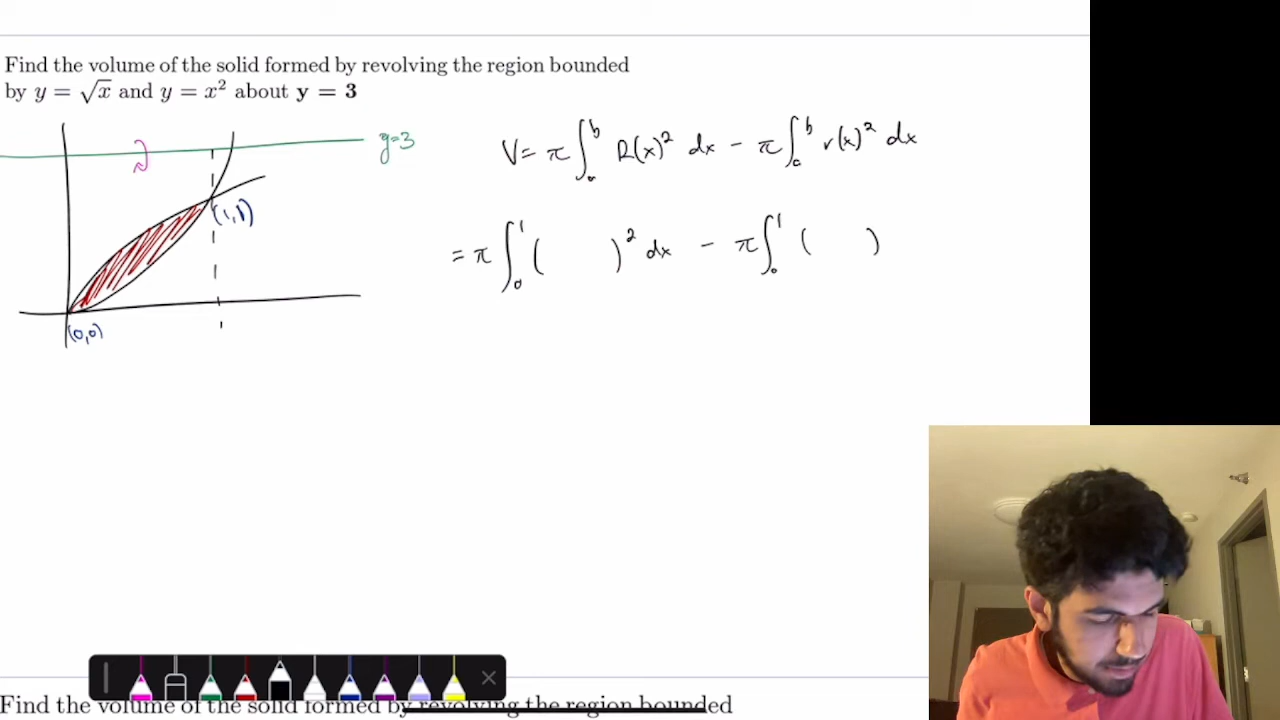 Find the volume of the solid formed by revolving the region bounded
by y = √x and y = x² about y = 3
y=3
V= π ∫ₐᵇ R(x)² dx − π ∫ₐᵇ r(x)² dx
(1,1)
= π ∫₀¹ ( )² dx − π ∫₀¹ ( )
1
(0,0)
Find the volume of the solid formed by revolving the region bounded